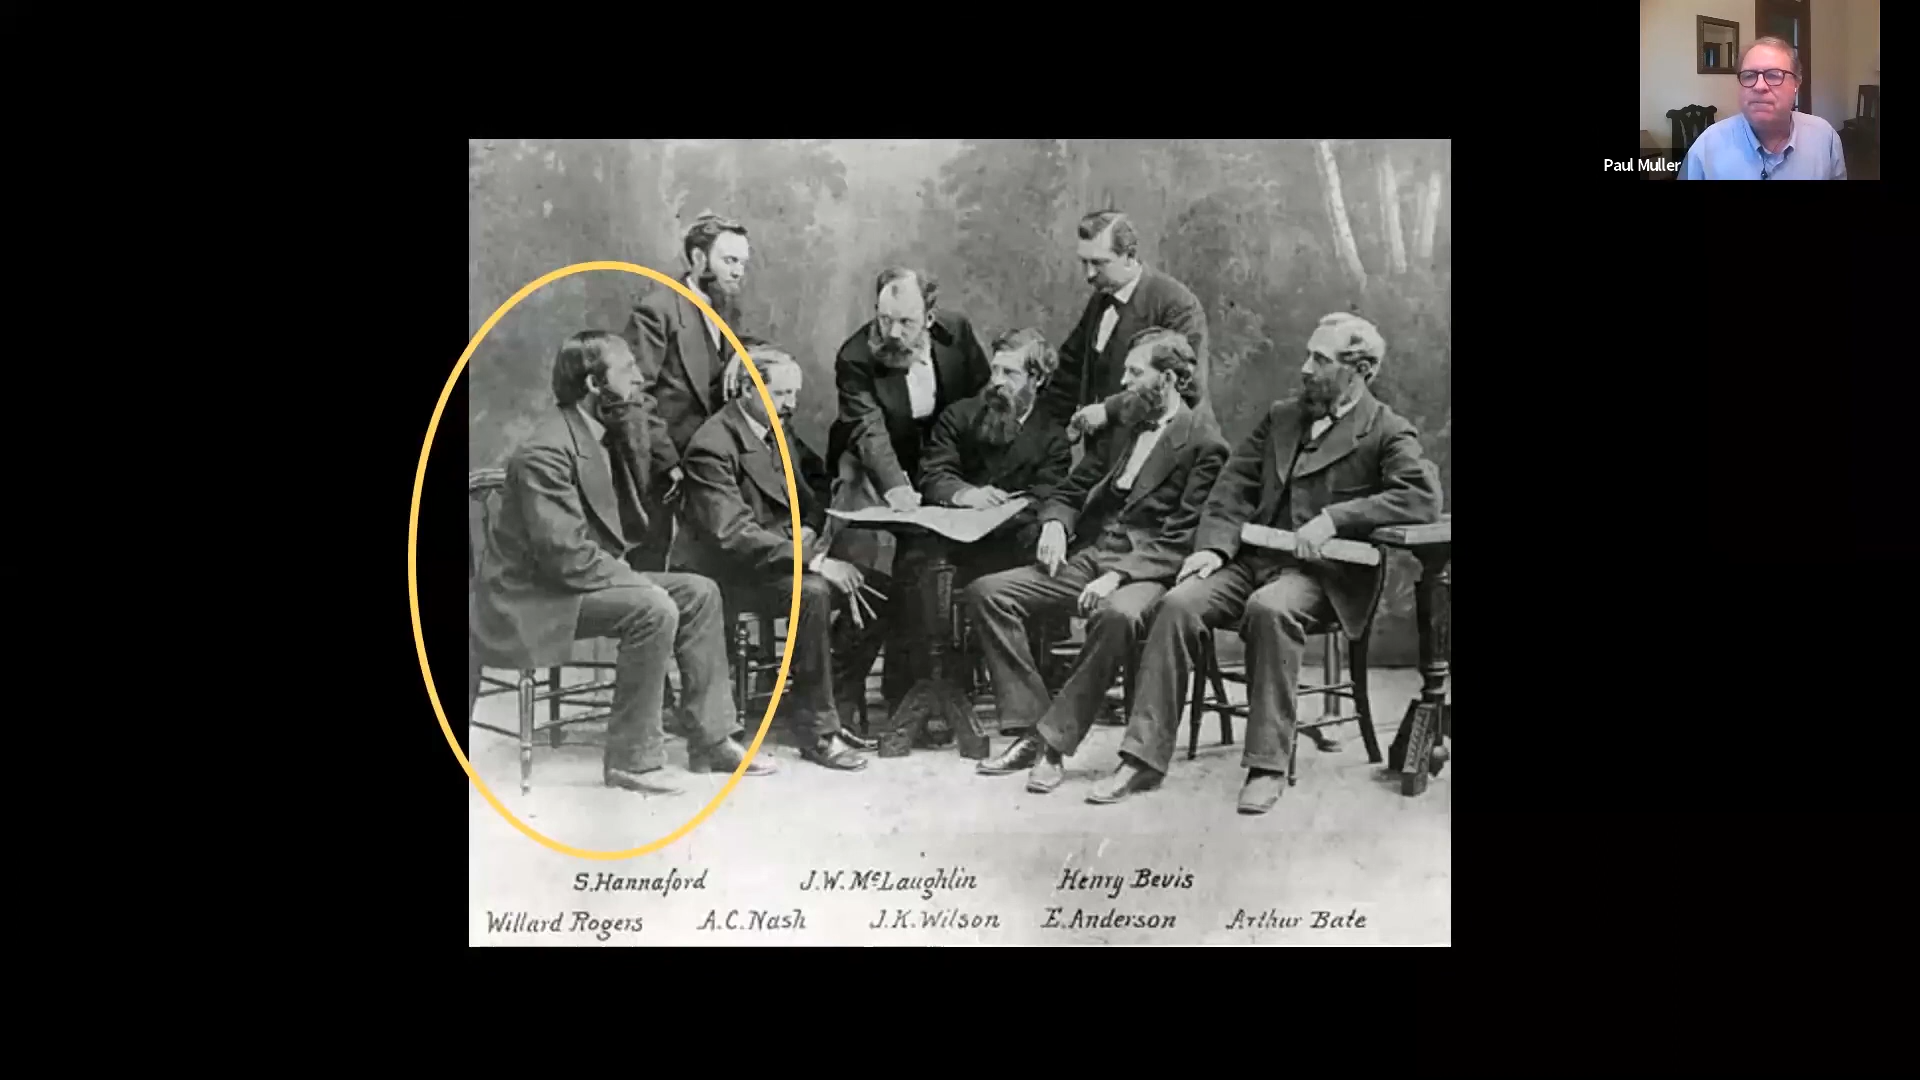 Paul Muller
S.Hannaford J.W.McLaughlin Henry Bevis
Willard Rogers A.C.Nash J.K.Wilson E.Anderson Arthur Bate